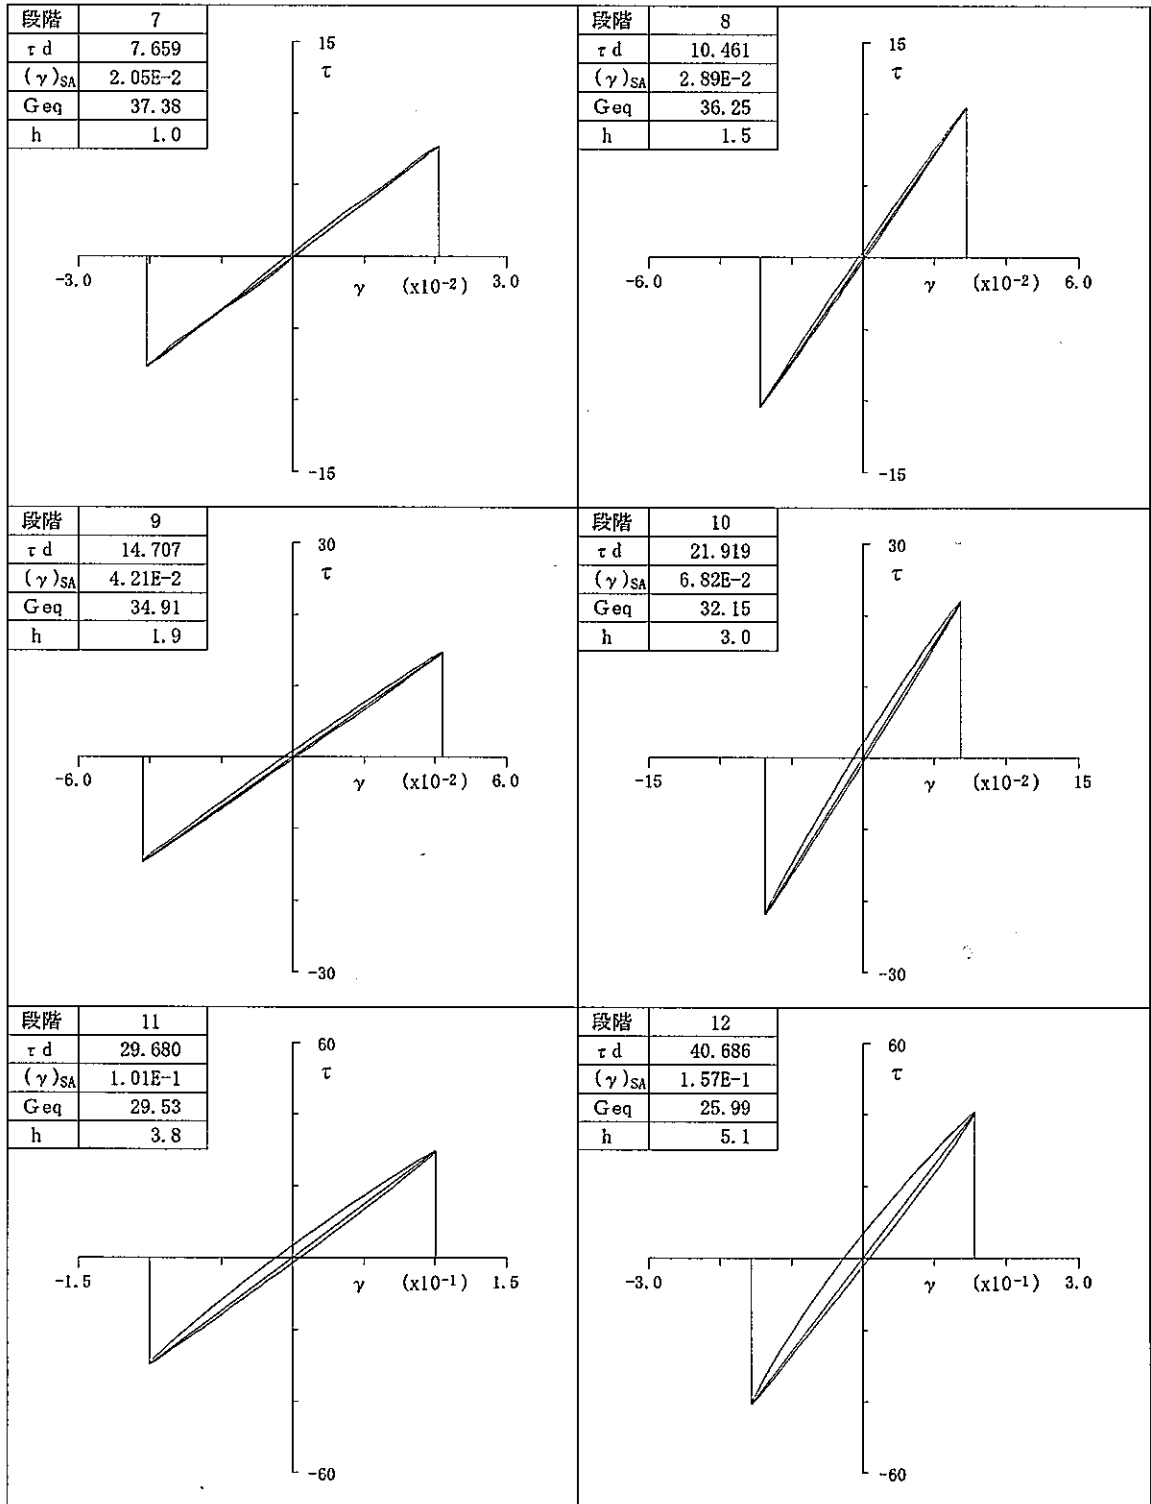 段階 7
τd 7.659
(γ)SA 2.05E-2
Geq 37.38
h 1.0
15
τ
-3.0
γ (x10-2) 3.0
-15
段階 8
τd 10.461
(γ)SA 2.89E-2
Geq 36.25
h 1.5
15
τ
-6.0
γ (x10-2) 6.0
-15
段階 9
τd 14.707
(γ)SA 4.21E-2
Geq 34.91
h 1.9
30
τ
-6.0
γ (x10-2) 6.0
-30
段階 10
τd 21.919
(γ)SA 6.82E-2
Geq 32.15
h 3.0
30
τ
-15
γ (x10-2) 15
-30
段階 11
τd 29.680
(γ)SA 1.01E-1
Geq 29.53
h 3.8
60
τ
-1.5
γ (x10-1) 1.5
-60
段階 12
τd 40.686
(γ)SA 1.57E-1
Geq 25.99
h 5.1
60
τ
-3.0
γ (x10-1) 3.0
-60